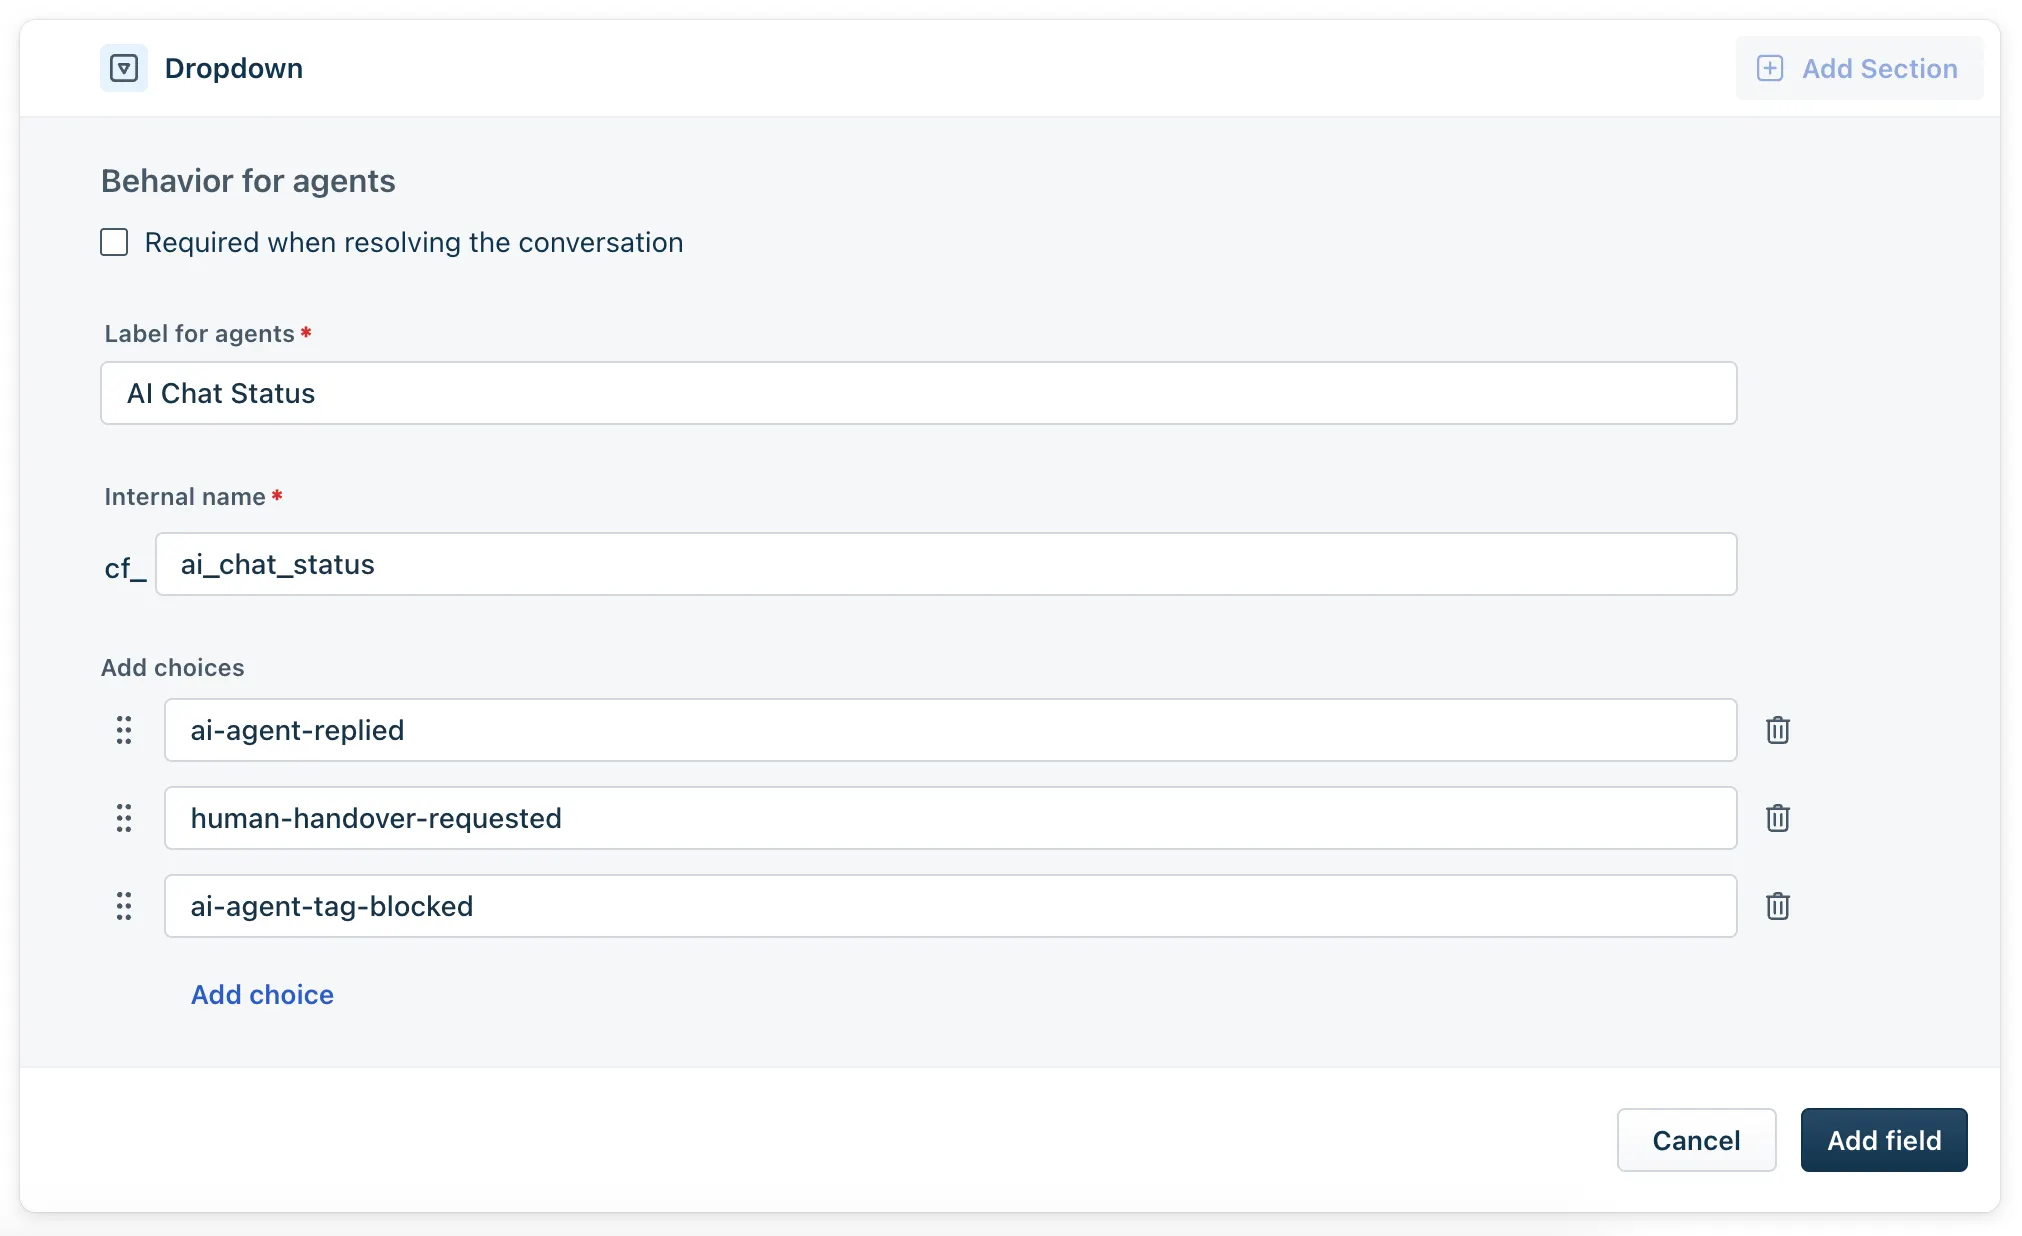 Dropdown
Add Section
Behavior for agents
Required when resolving the conversation
Label for agents*
AI Chat Status
Internal name*
cf_ ai_chat_status
Add choices
ai-agent-replied
human-handover-requested
ai-agent-tag-blocked
Add choice
Cancel
Add field